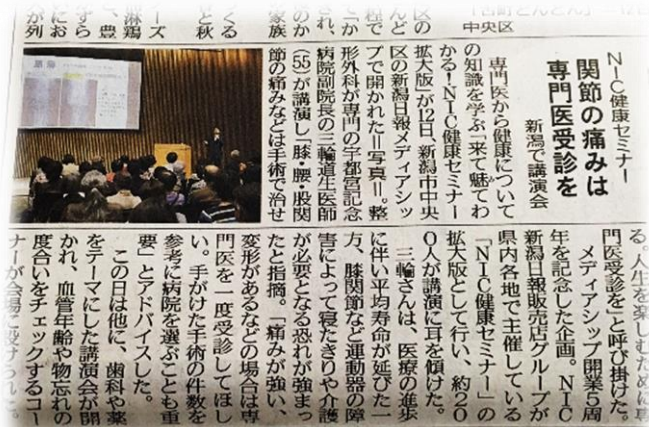 ＮＩＣ健康セミナー
関節の痛みは
専門医受診を
新潟で講演会
専門医から健康について
の知識を学ぶ「来て魅てわ
かる！ＮＩＣ健康セミナー
拡大版」が12日、新潟市中央
区の新潟日報メディアシッ
プで開かれた＝写真＝。整
形外科が専門の宇都宮記念
病院副院長の三輪道生医師
（55）が講演し「膝・腰・股関
節の痛みなどは手術で治せ
る。人生を楽しむために専
門医受診を」と呼び掛けた。
メディアシップ開業５周
年を記念した企画。ＮＩＣ
新潟日報販売店グループが
県内各地で主催している
「ＮＩＣ健康セミナー」の
拡大版として行い、約２０
０人が講演に耳を傾けた。
三輪さんは、医療の進歩
に伴い平均寿命が延びた一
方、膝関節など運動器の障
害によって寝たきりや介護
が必要となる恐れが強まっ
たと指摘。「痛みが強い、
変形があるなどの場合は専
門医を一度受診してほし
い。手がけた手術の件数を
参考に病院を選ぶことも重
要」とアドバイスした。
この日は他に、歯科や薬
をテーマにした講演会が開
かれ、血管年齢や物忘れの
度合いをチェックするコー
ナーが会場に設けられた。
中央区
区の
家族
と秋
ーズ
麻鶏
と、豊
が列